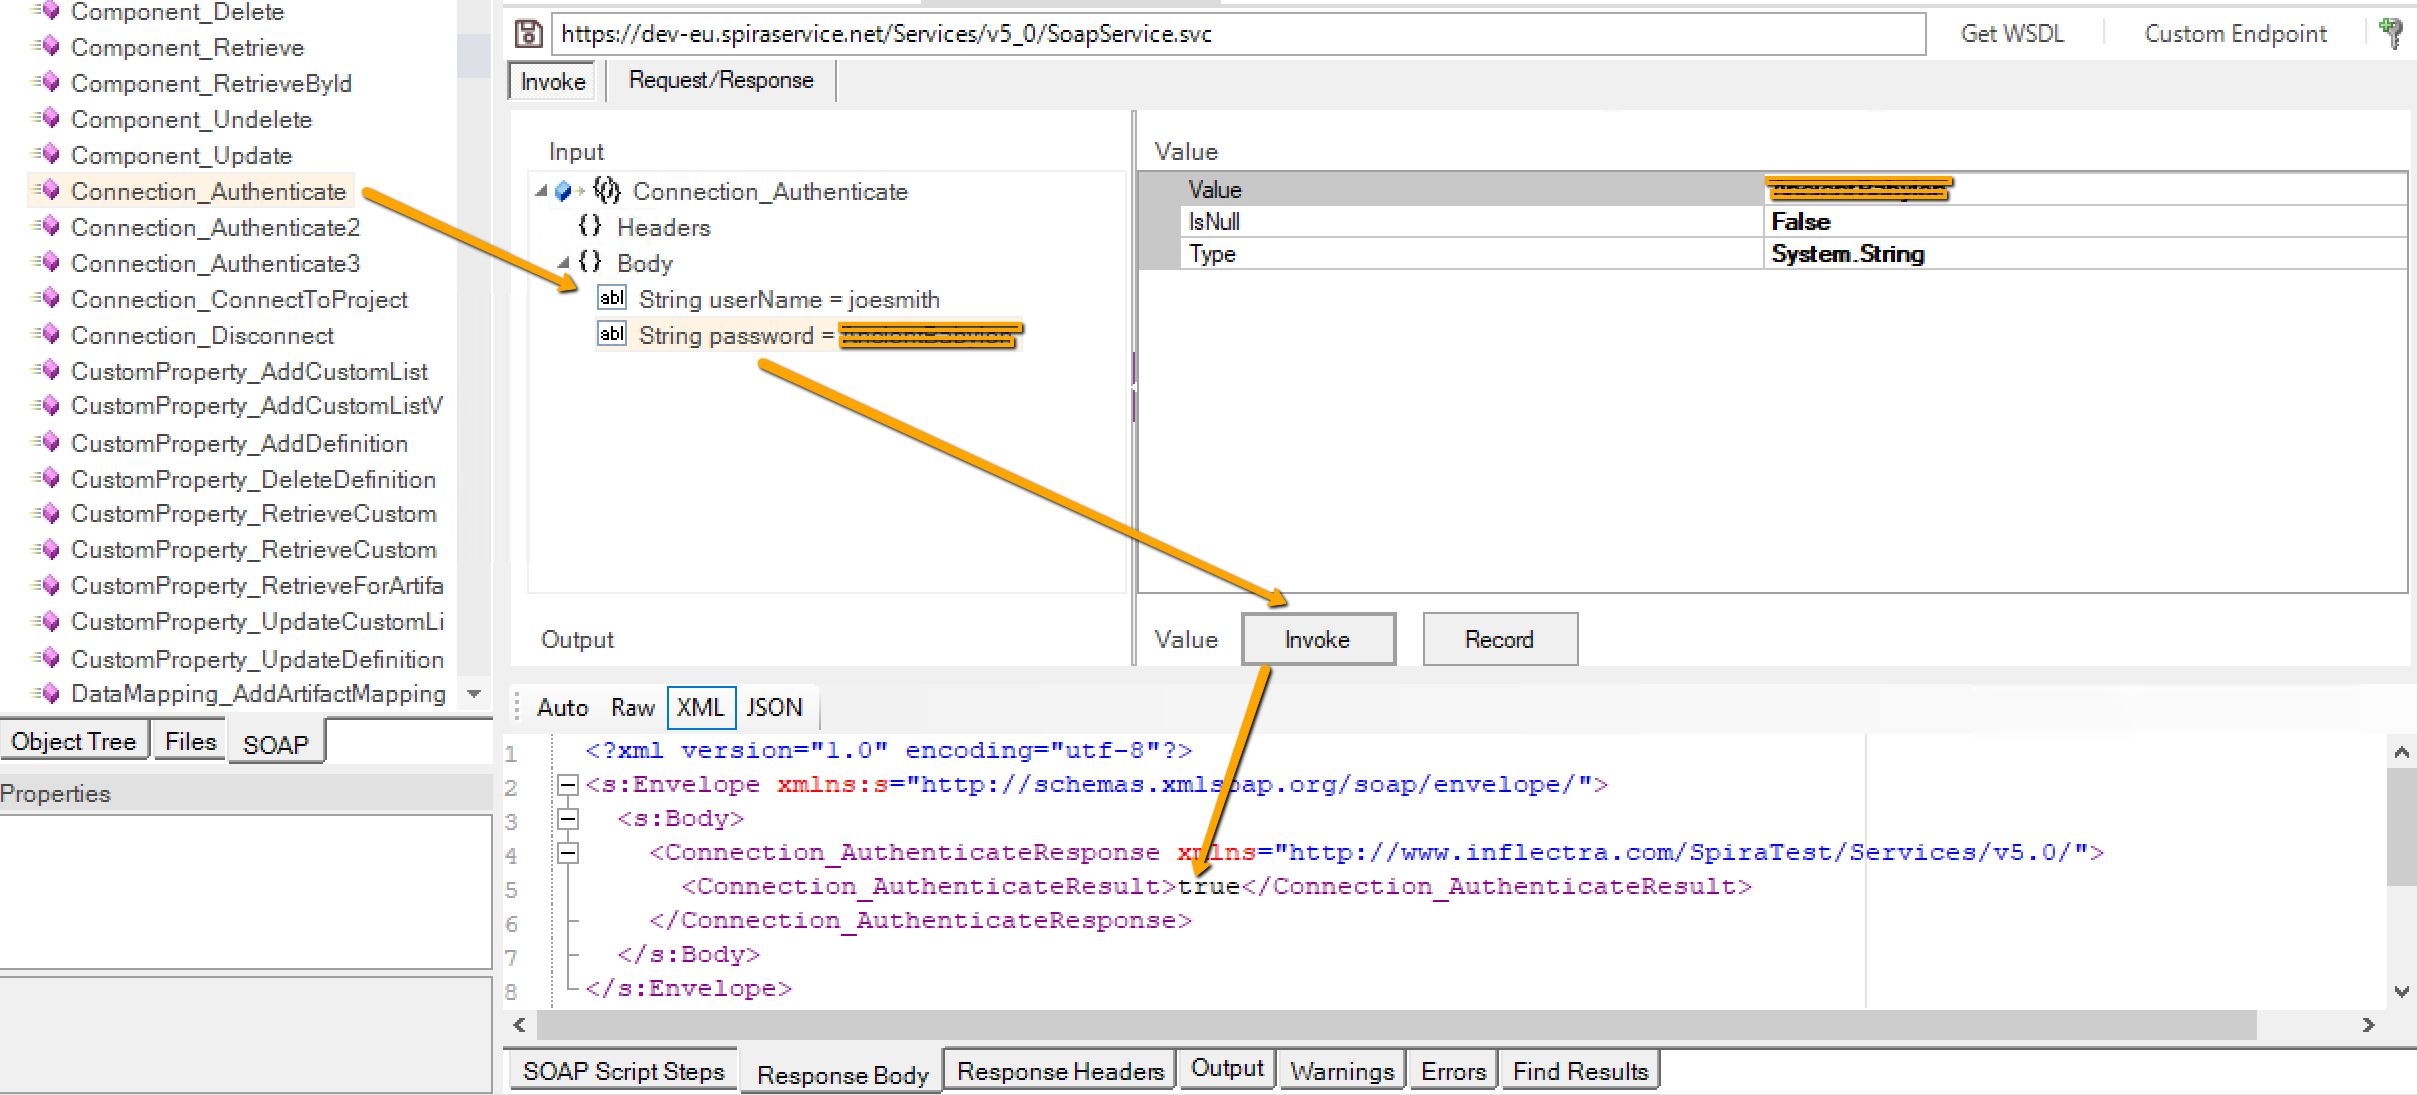 Component_Delete
Component_Retrieve
Component_RetrieveById
Component_Undelete
Component_Update
Connection_Authenticate
Connection_Authenticate2
Connection_Authenticate3
Connection_ConnectToProject
Connection_Disconnect
CustomProperty_AddCustomList
CustomProperty_AddCustomListV
CustomProperty_AddDefinition
CustomProperty_DeleteDefinition
CustomProperty_RetrieveCustom
CustomProperty_RetrieveCustom
CustomProperty_RetrieveForArtifa
CustomProperty_UpdateCustomLi
CustomProperty_UpdateDefinition
DataMapping_AddArtifactMapping
Object Tree Files SOAP
Properties
https://dev-eu.spiraservice.net/Services/v5_0/SoapService.svc Get WSDL Custom Endpoint
Invoke Request/Response
Input
Connection_Authenticate
{} Headers
{} Body
abl String userName = joesmith
abl String password =
Value
Value
IsNull False
Type System.String
Output
Value Invoke Record
Auto Raw XML JSON
1 <?xml version="1.0" encoding="utf-8"?>
2 <s:Envelope xmlns:s="http://schemas.xmlsoap.org/soap/envelope/">
3 <s:Body>
4 <Connection_AuthenticateResponse xmlns="http://www.inflectra.com/SpiraTest/Services/v5.0/">
5 <Connection_AuthenticateResult>true</Connection_AuthenticateResult>
6 </Connection_AuthenticateResponse>
7 </s:Body>
8 </s:Envelope>
SOAP Script Steps Response Body Response Headers Output Warnings Errors Find Results